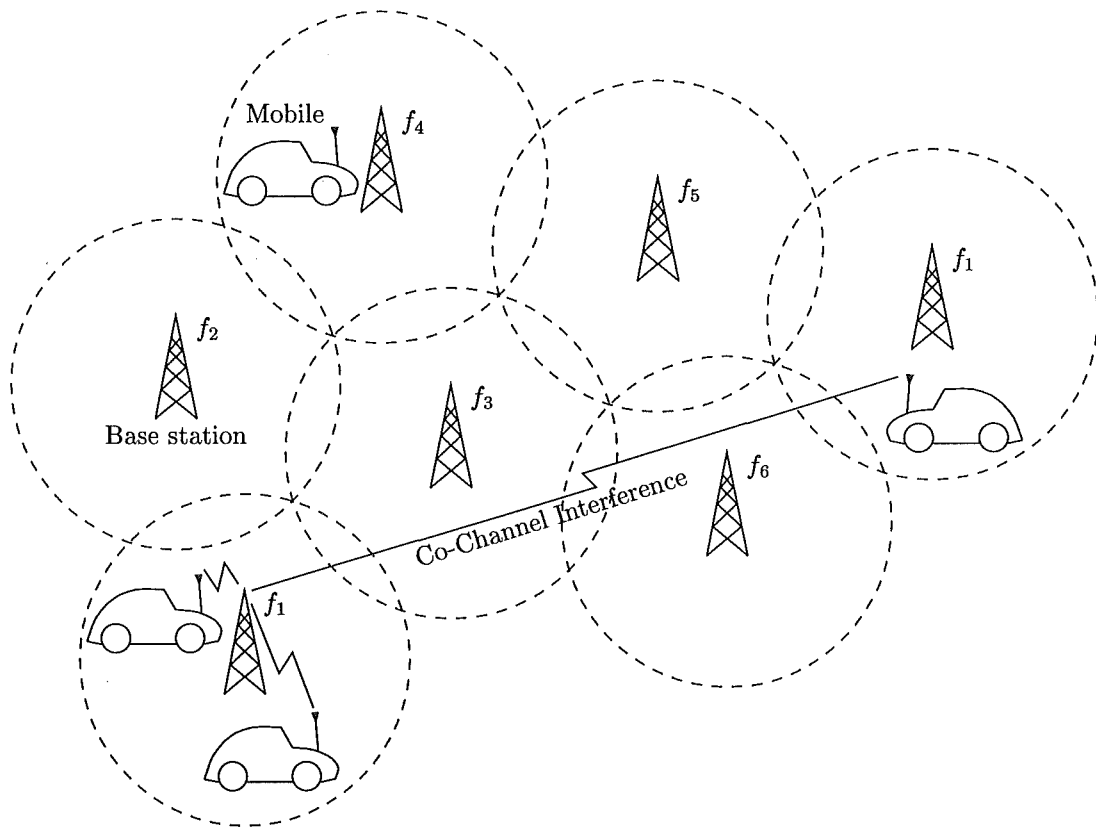 Mobile
f4
f5
f1
f2
f3
Base station
f6
Co-Channel Interference
f1